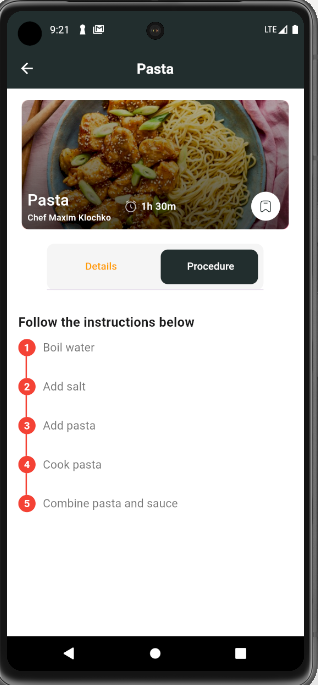 9:21
LTE
Pasta
Pasta
Chef Maxim Klochko
1h 30m
Details
Procedure
Follow the instructions below
1 Boil water
2 Add salt
3 Add pasta
4 Cook pasta
5 Combine pasta and sauce